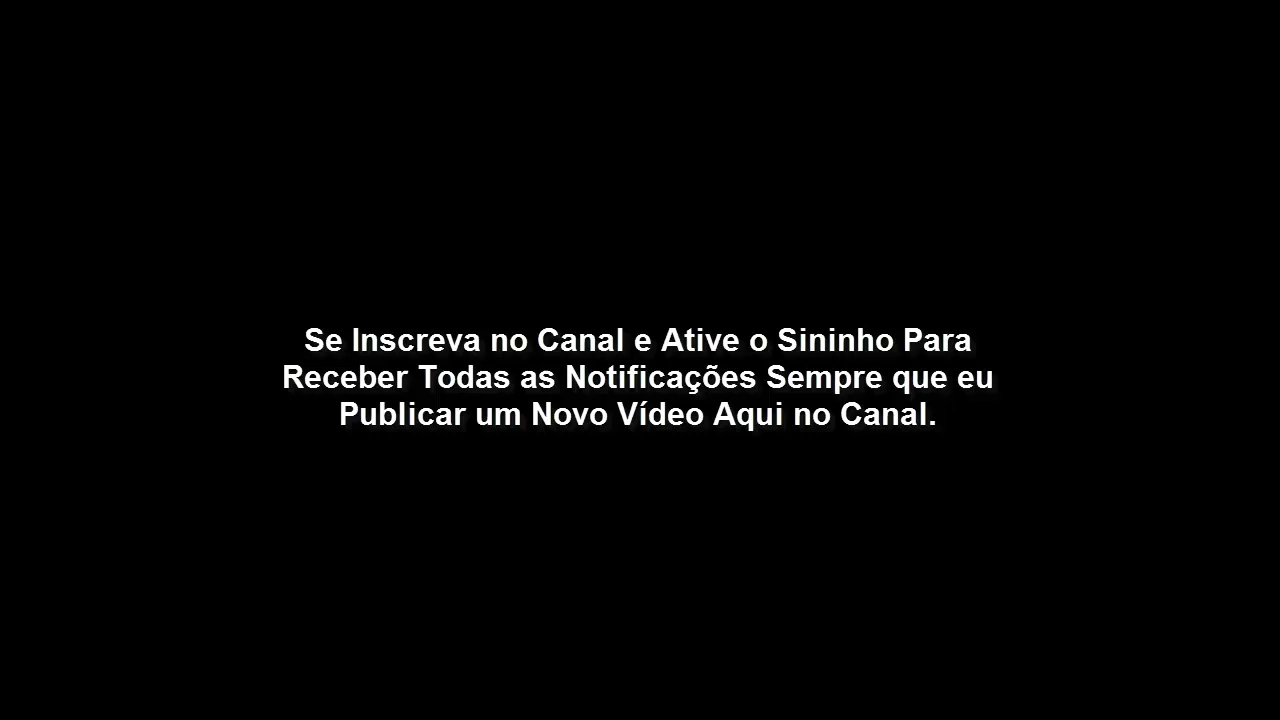 Se Inscreva no Canal e Ative o Sininho Para
Receber Todas as Notificações Sempre que eu
Publicar um Novo Vídeo Aqui no Canal.